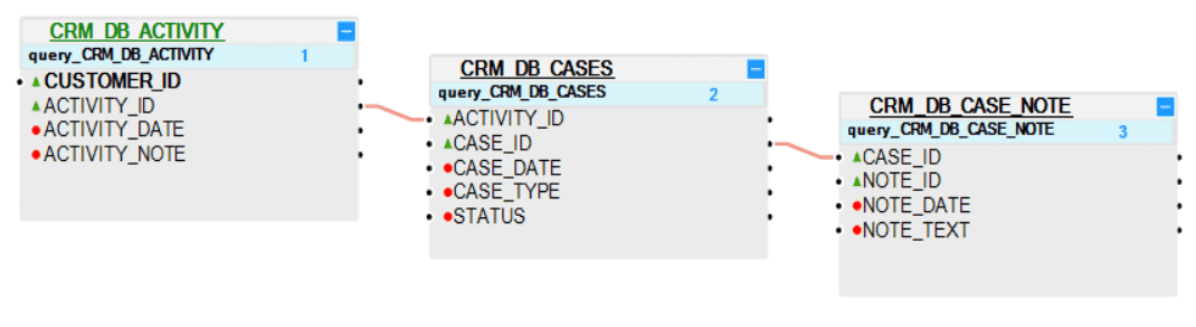 CRM_DB_ACTIVITY
query_CRM_DB_ACTIVITY 1
CUSTOMER_ID
ACTIVITY_ID
ACTIVITY_DATE
ACTIVITY_NOTE
CRM_DB_CASES
query_CRM_DB_CASES 2
ACTIVITY_ID
CASE_ID
CASE_DATE
CASE_TYPE
STATUS
CRM_DB_CASE_NOTE
query_CRM_DB_CASE_NOTE 3
CASE_ID
NOTE_ID
NOTE_DATE
NOTE_TEXT